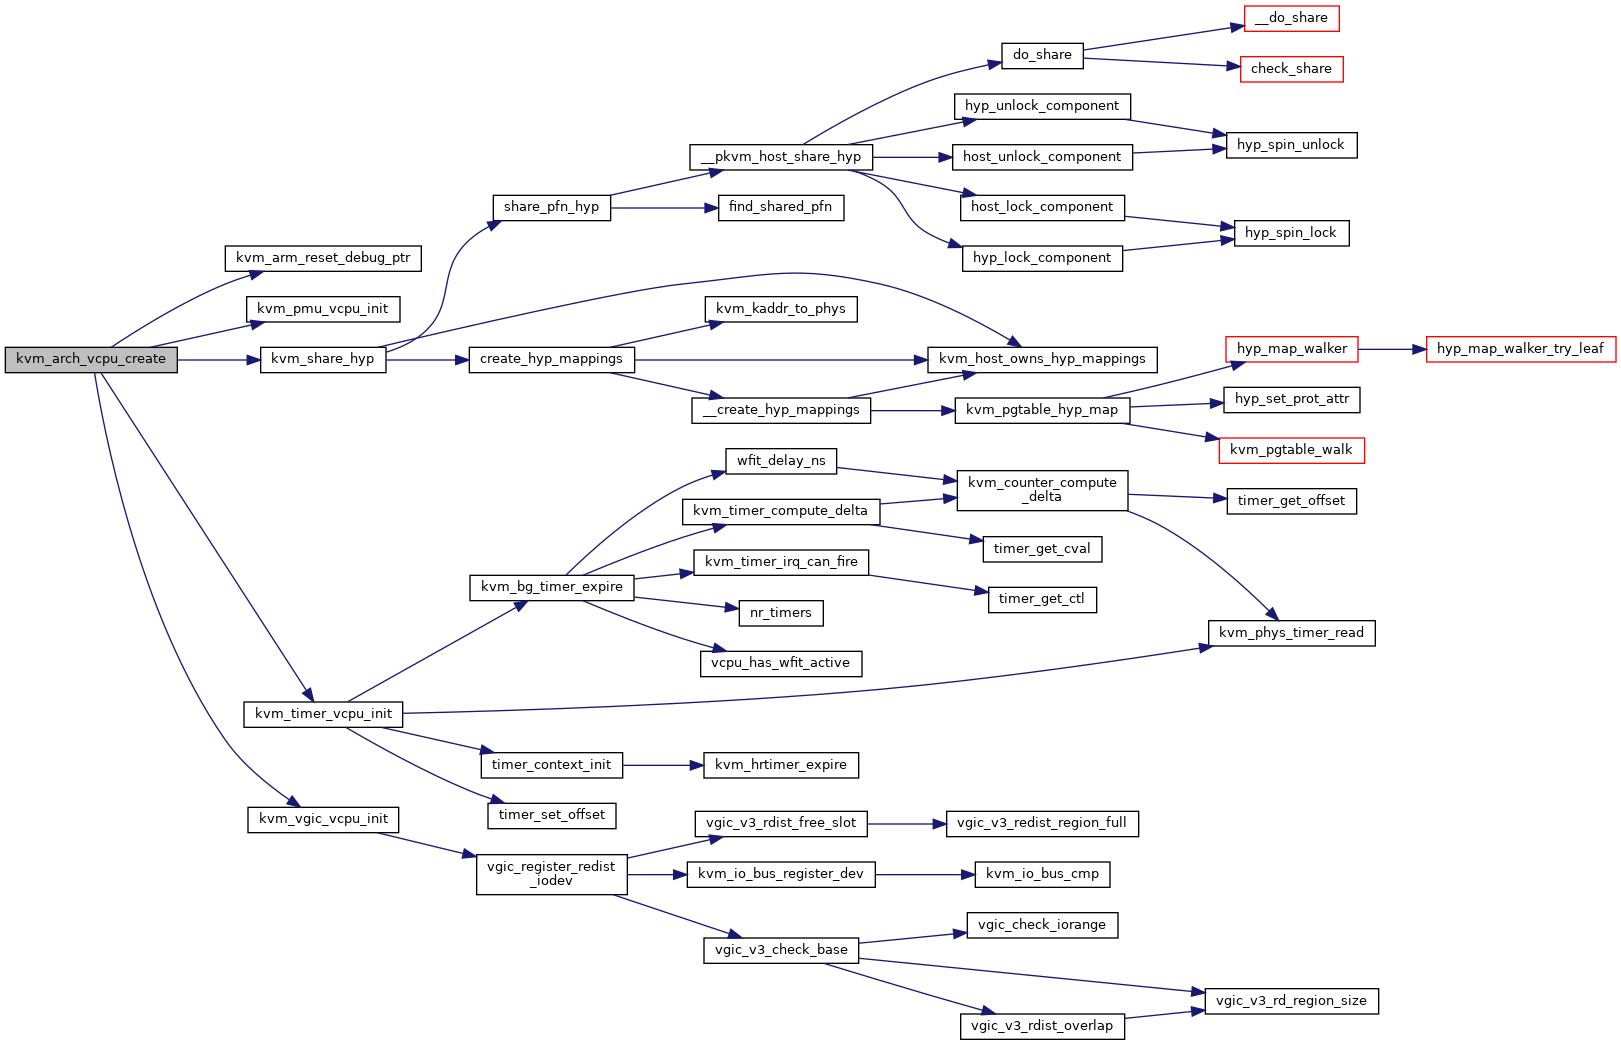 __do_share
do_share
check_share
hyp_unlock_component
hyp_spin_unlock
__pkvm_host_share_hyp
host_unlock_component
share_pfn_hyp
find_shared_pfn
host_lock_component
hyp_spin_lock
kvm_arm_reset_debug_ptr
hyp_lock_component
kvm_pmu_vcpu_init
kvm_kaddr_to_phys
kvm_arch_vcpu_create
kvm_share_hyp
create_hyp_mappings
kvm_host_owns_hyp_mappings
hyp_map_walker
hyp_map_walker_try_leaf
__create_hyp_mappings
kvm_pgtable_hyp_map
hyp_set_prot_attr
kvm_pgtable_walk
wfit_delay_ns
kvm_counter_compute
_delta
timer_get_offset
kvm_timer_compute_delta
timer_get_cval
kvm_timer_irq_can_fire
kvm_bg_timer_expire
timer_get_ctl
nr_timers
kvm_phys_timer_read
vcpu_has_wfit_active
kvm_timer_vcpu_init
timer_context_init
kvm_hrtimer_expire
timer_set_offset
kvm_vgic_vcpu_init
vgic_v3_rdist_free_slot
vgic_v3_redist_region_full
vgic_register_redist
_iodev
kvm_io_bus_register_dev
kvm_io_bus_cmp
vgic_check_iorange
vgic_v3_check_base
vgic_v3_rd_region_size
vgic_v3_rdist_overlap